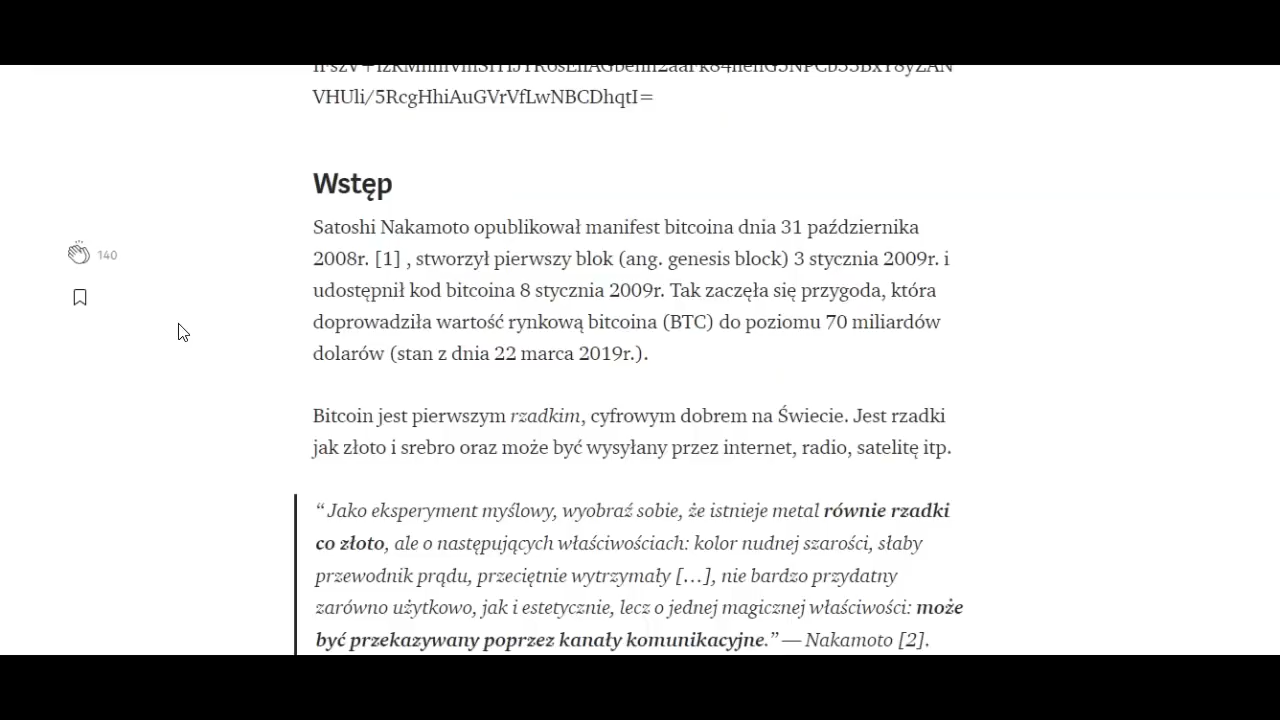 VHUli/5RcgHhiAuGVrVfLwNBCDhqtI=
Wstęp
Satoshi Nakamoto opublikował manifest bitcoina dnia 31 października
2008r. [1] , stworzył pierwszy blok (ang. genesis block) 3 stycznia 2009r. i
udostępnił kod bitcoina 8 stycznia 2009r. Tak zaczęła się przygoda, która
doprowadziła wartość rynkową bitcoina (BTC) do poziomu 70 miliardów
dolarów (stan z dnia 22 marca 2019r.).
140
Bitcoin jest pierwszym rzadkim, cyfrowym dobrem na Świecie. Jest rzadki
jak złoto i srebro oraz może być wysyłany przez internet, radio, satelitę itp.
“ Jako eksperyment myślowy, wyobraź sobie, że istnieje metal równie rzadki
co złoto, ale o następujących właściwościach: kolor nudnej szarości, słaby
przewodnik prądu, przeciętnie wytrzymały […], nie bardzo przydatny
zarówno użytkowo, jak i estetycznie, lecz o jednej magicznej właściwości: może
być przekazywany poprzez kanały komunikacyjne.” — Nakamoto [2].